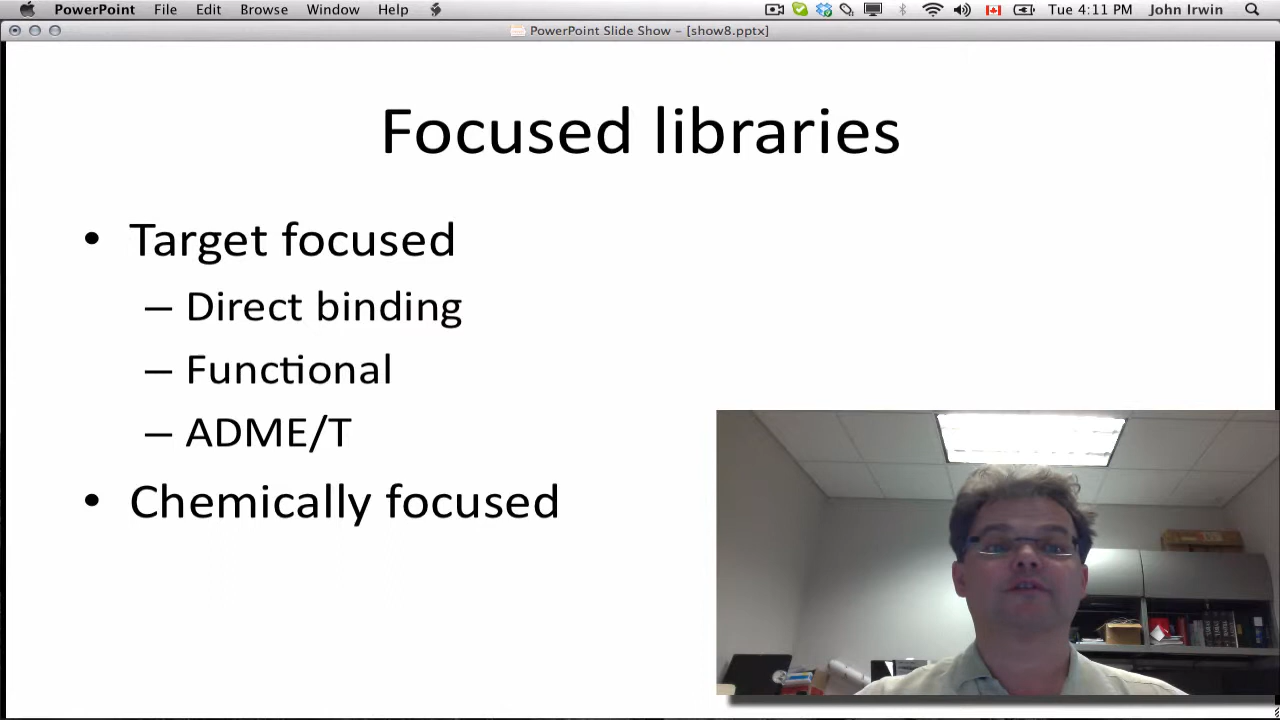 PowerPoint File Edit Browse Window Help Tue 4:11 PM John Irwin
PowerPoint Slide Show – [show8.pptx]
Focused libraries
• Target focused
– Direct binding
– Functional
– ADME/T
• Chemically focused